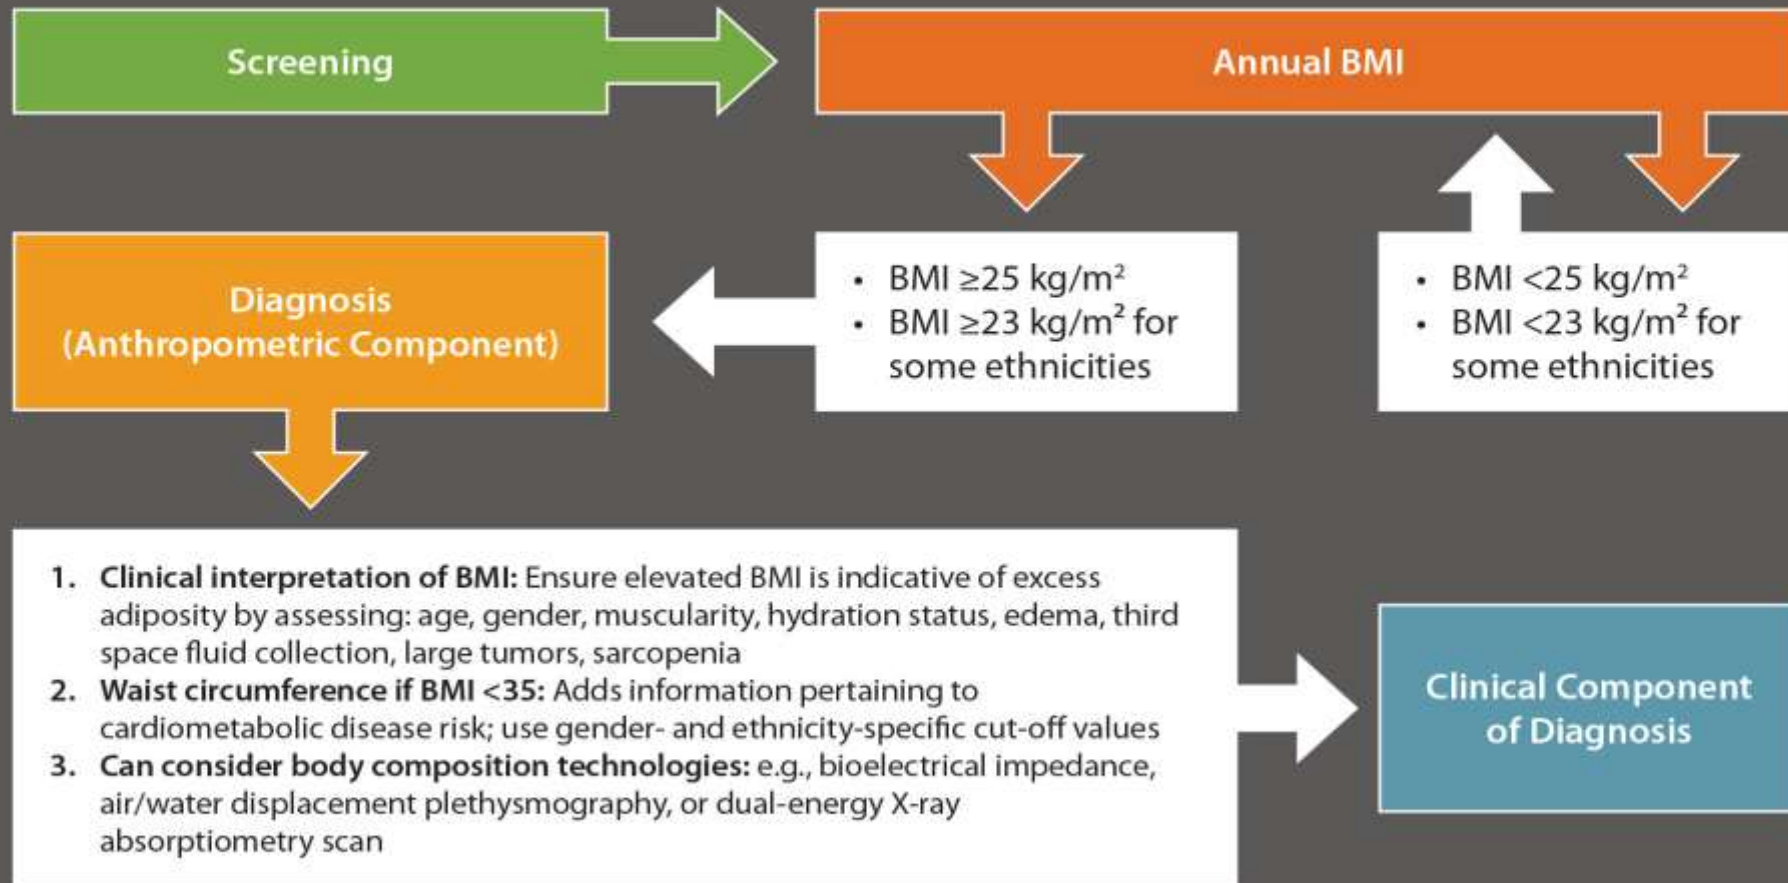 Screening
Annual BMI
Diagnosis
(Anthropometric Component)
• BMI ≥25 kg/m²
• BMI ≥23 kg/m² for
some ethnicities
• BMI <25 kg/m²
• BMI <23 kg/m² for
some ethnicities
1. Clinical interpretation of BMI: Ensure elevated BMI is indicative of excess
adiposity by assessing: age, gender, muscularity, hydration status, edema, third
space fluid collection, large tumors, sarcopenia
2. Waist circumference if BMI <35: Adds information pertaining to
cardiometabolic disease risk; use gender- and ethnicity-specific cut-off values
3. Can consider body composition technologies: e.g., bioelectrical impedance,
air/water displacement plethysmography, or dual-energy X-ray
absorptiometry scan
Clinical Component
of Diagnosis